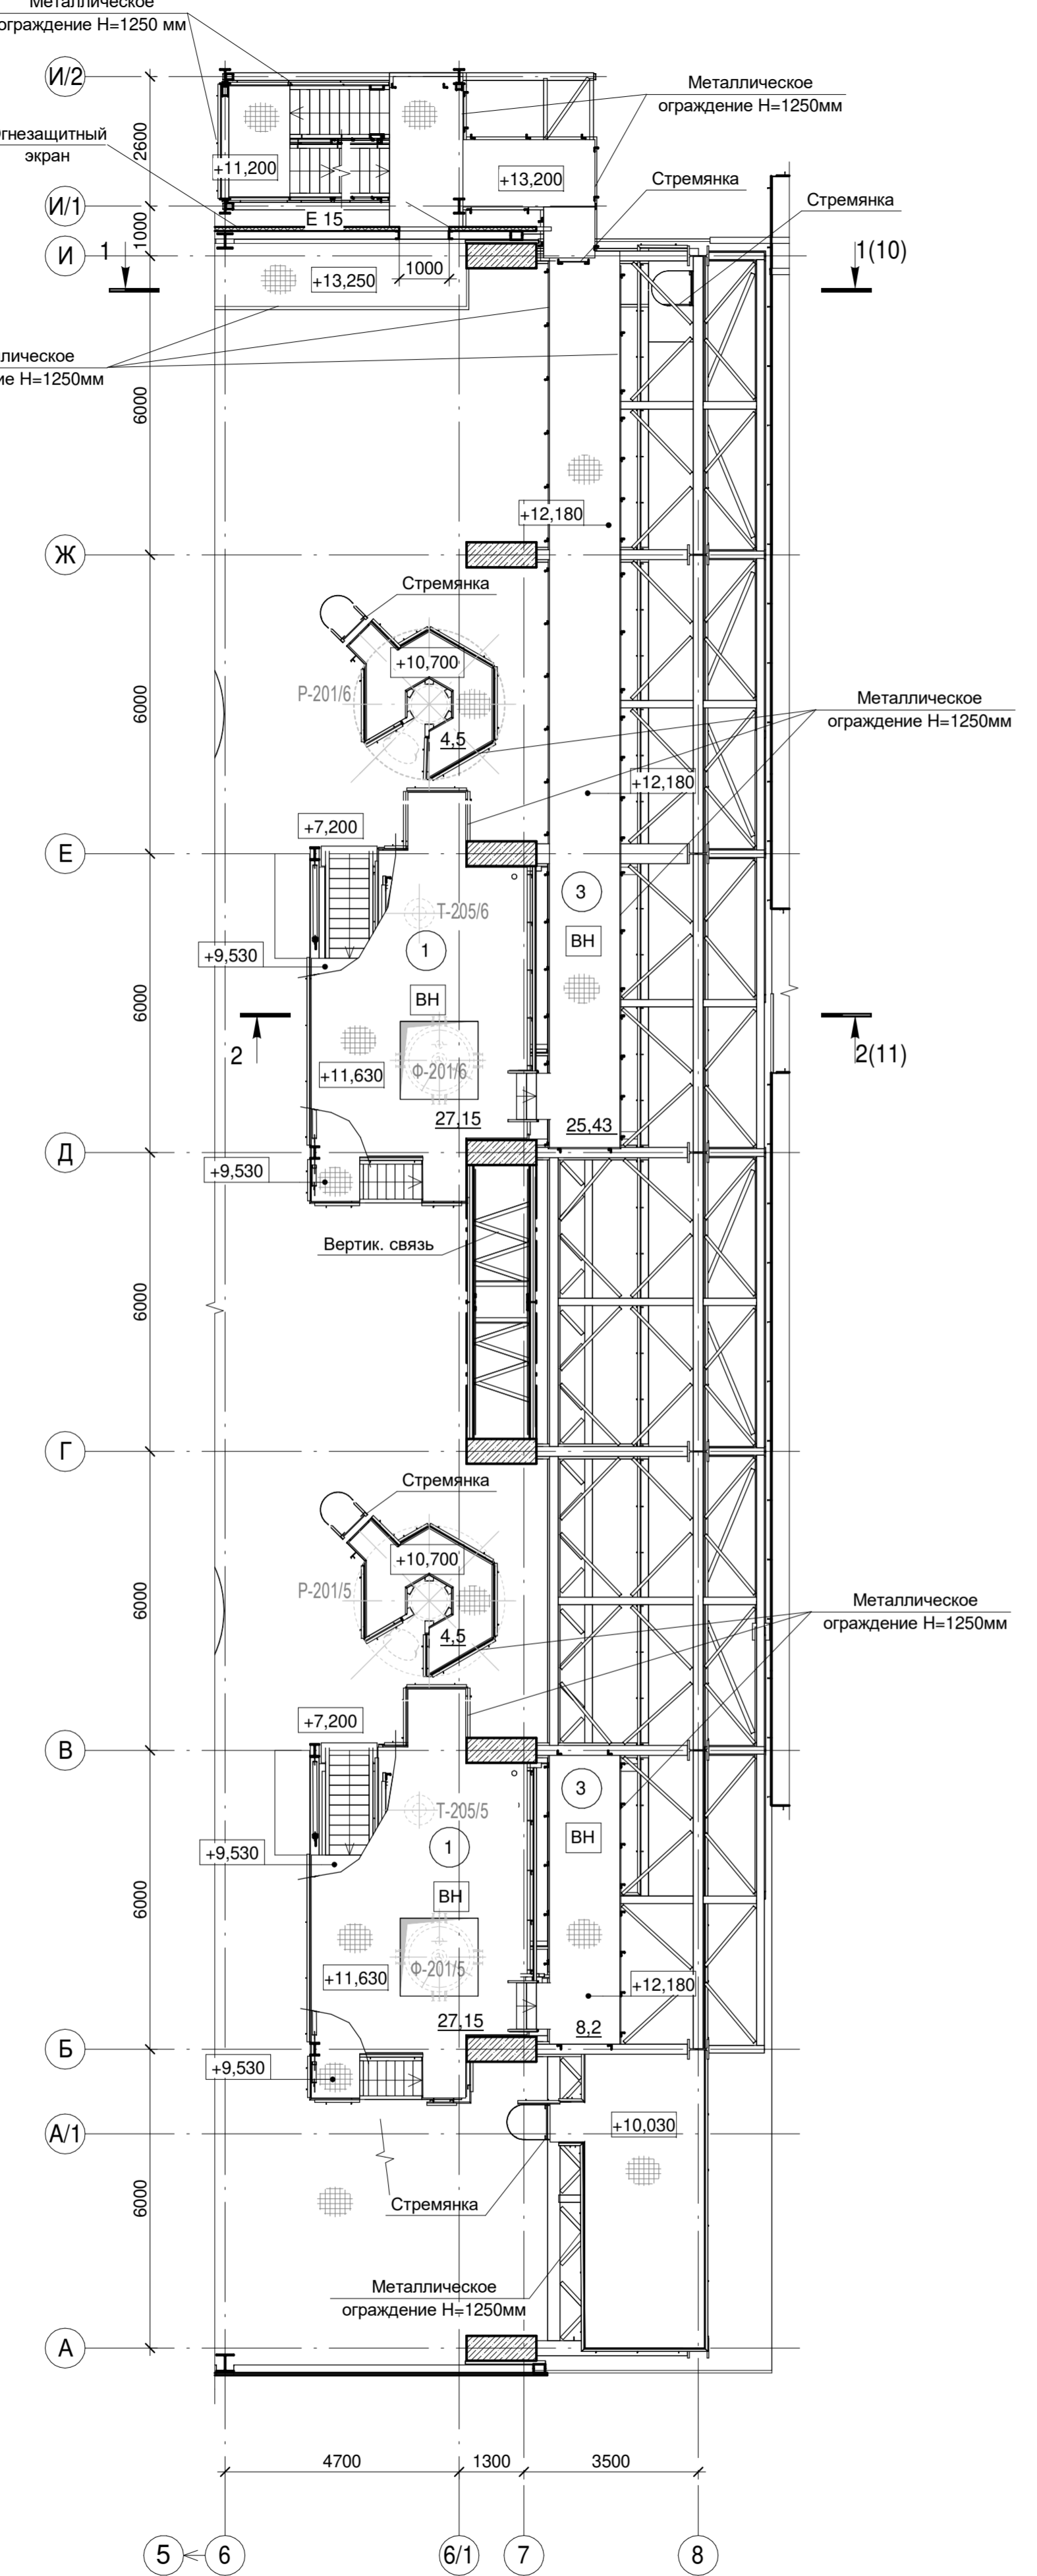 Металлическое
ограждение Н=1250 мм
И/2
Металлическое
ограждение Н=1250мм
2600
экран
+11,200
+13,200
Стремянка
Стремянка
И/1
Е 15
1000
И
1
+13,250
1000
1(10)
Н=1250мм
6000
+12,180
Ж
Стремянка
+10,700
Р-201/6
4,5
6000
Металлическое
ограждение Н=1250мм
+12,180
+7,200
Е
3
Т-205/6
1
ВН
+9,530
ВН
6000
2
2(11)
+11,630
Ф-201/6
27,15
25,43
Д
+9,530
Вертик. связь
6000
Г
Стремянка
+10,700
Р-201/5
4,5
6000
Металлическое
ограждение Н=1250мм
+7,200
В
3
Т-205/5
1
ВН
+9,530
ВН
6000
+11,630
Ф-201/5
+12,180
27,15
8,2
Б
+9,530
+10,030
А/1
6000
Стремянка
Металлическое
ограждение Н=1250мм
А
4700
1300
3500
5
6
6/1
7
8